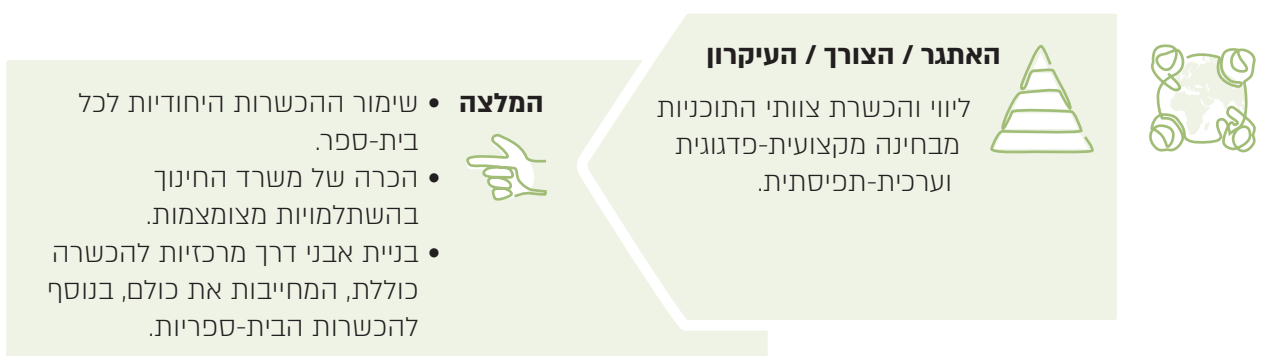 האתגר / הצורך / העיקרון
ליווי והכשרת צוותי התוכניות
מבחינה מקצועית-פדגוגית
וערכית-תפיסתית.
המלצה
• שימור ההכשרות היחודיות לכל
בית-ספר.
• הכרה של משרד החינוך
בהשתלמויות מצומצמות.
• בניית אבני דרך מרכזיות להכשרה
כוללת, המחייבות את כולם, בנוסף
להכשרות הבית-ספריות.